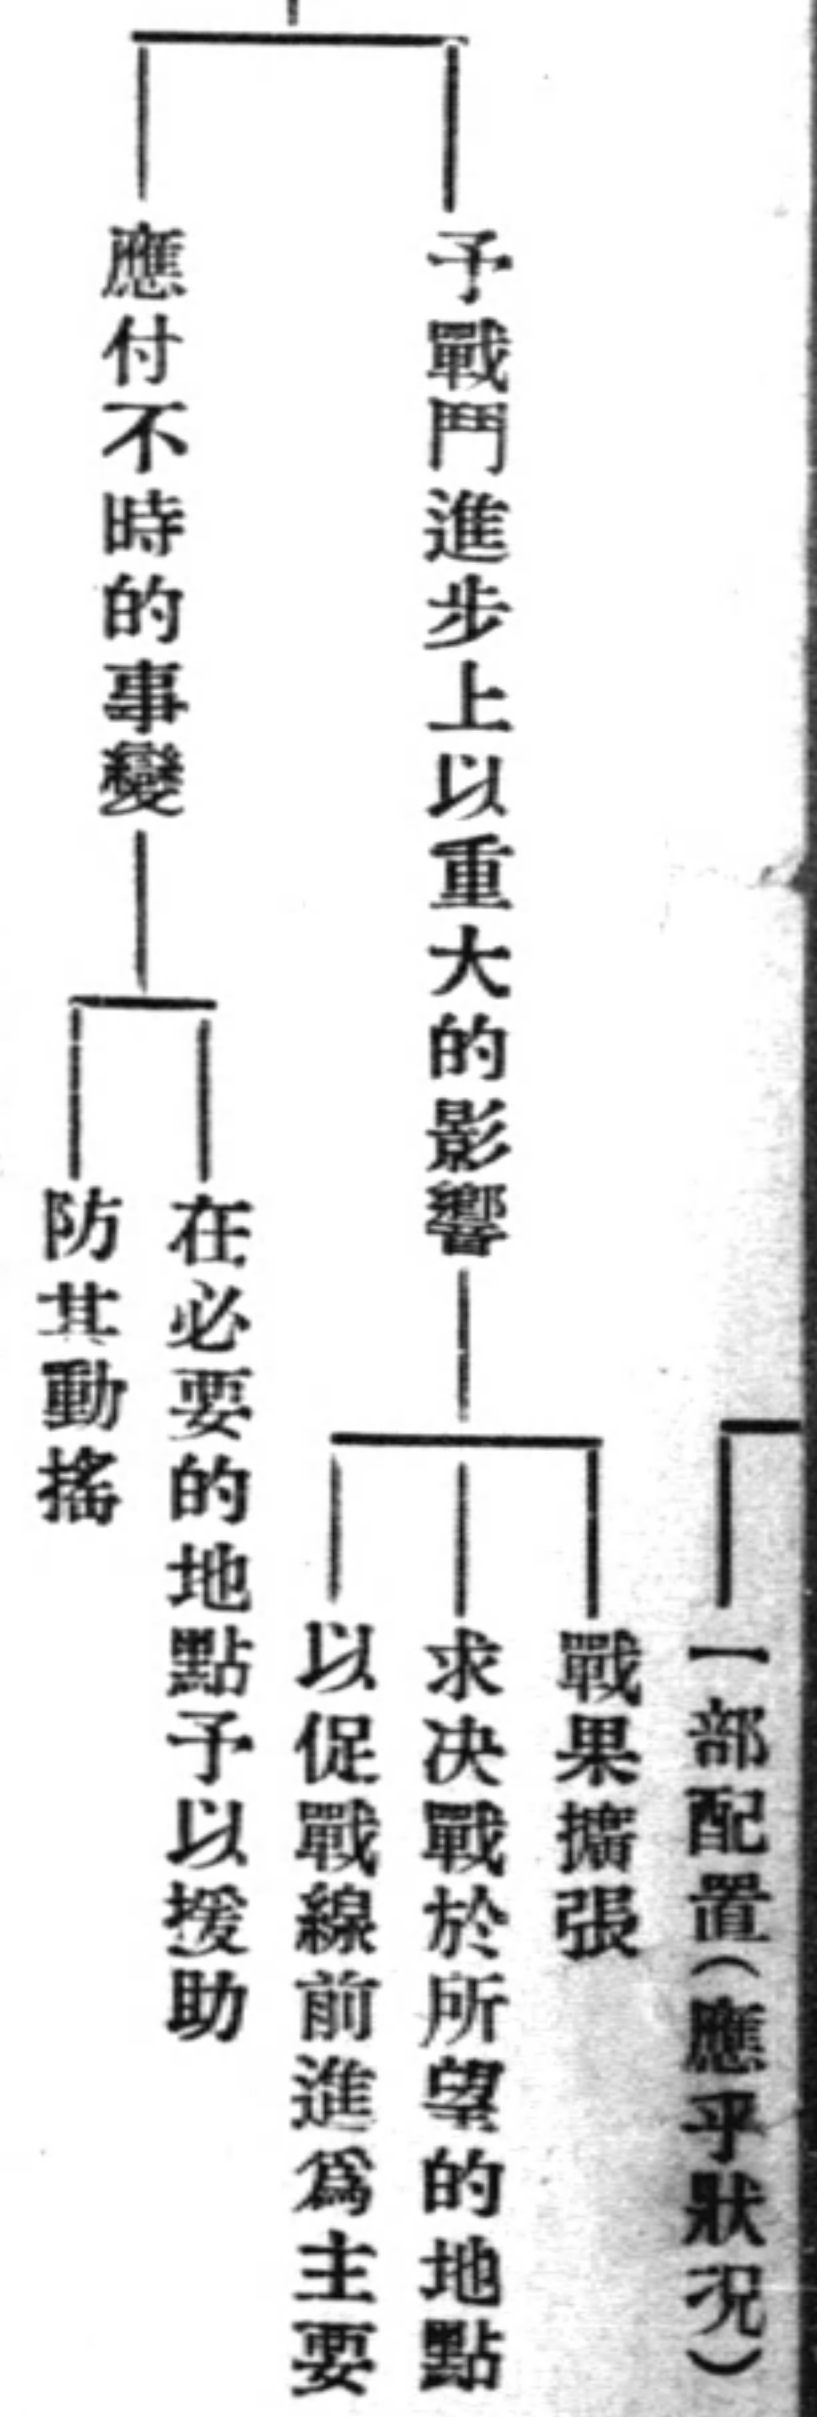 一部配置(應乎狀況)
予戰鬥進步上以重大的影響
戰果擴張
求决戰於所望的地點
以促戰線前進爲主要
應付不時的事變
在必要的地點予以援助
防其動搖